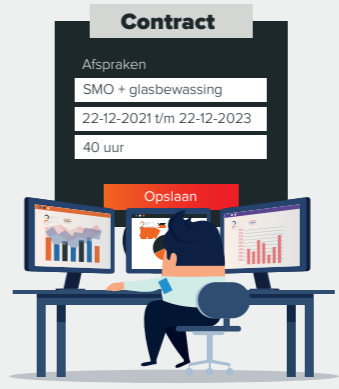 Contract
Afspraken
SMO + glasbewassing
22-12-2021 t/m 22-12-2023
40 uur
Opslaan